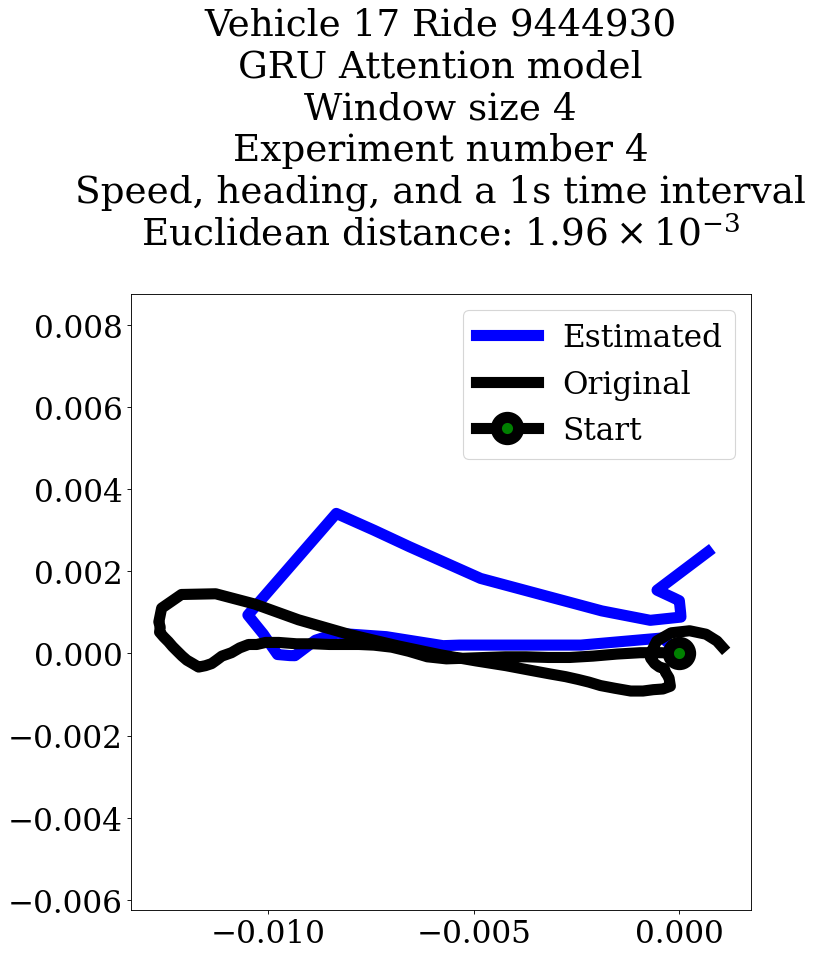 Vehicle 17 Ride 9444930
GRU Attention model
Window size 4
Experiment number 4
Speed, heading, and a 1s time interval
Euclidean distance: 1.96 × 10⁻³
Estimated
Original
Start
0.008
0.006
0.004
0.002
0.000
−0.002
−0.004
−0.006
−0.010
−0.005
0.000